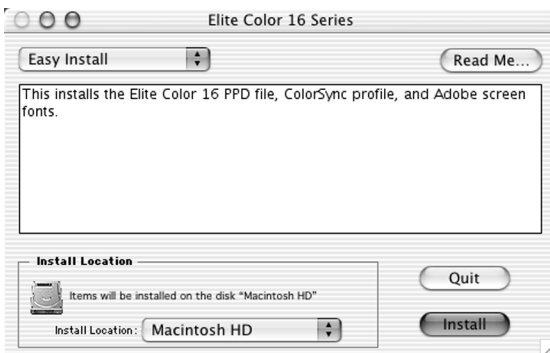 Elite Color 16 Series
Easy Install
Read Me...
This installs the Elite Color 16 PPD file, ColorSync profile, and Adobe screen
fonts.
Install Location
Items will be installed on the disk “Macintosh HD”
Install Location: Macintosh HD
Quit
Install